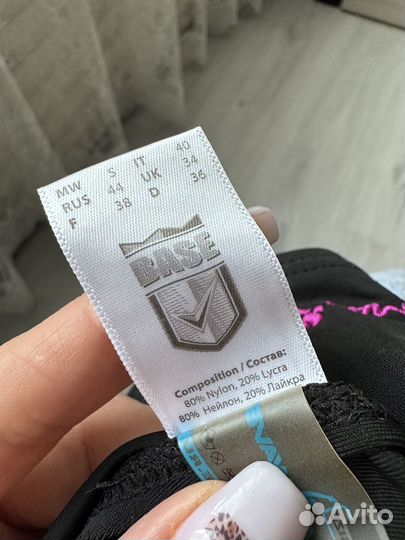 MW S IT 40
RUS 44 UK 34
F 38 D 36
BASE
Composition / Состав:
80% Nylon, 20% Lycra
80% Нейлон, 20% Лайкра
Avito